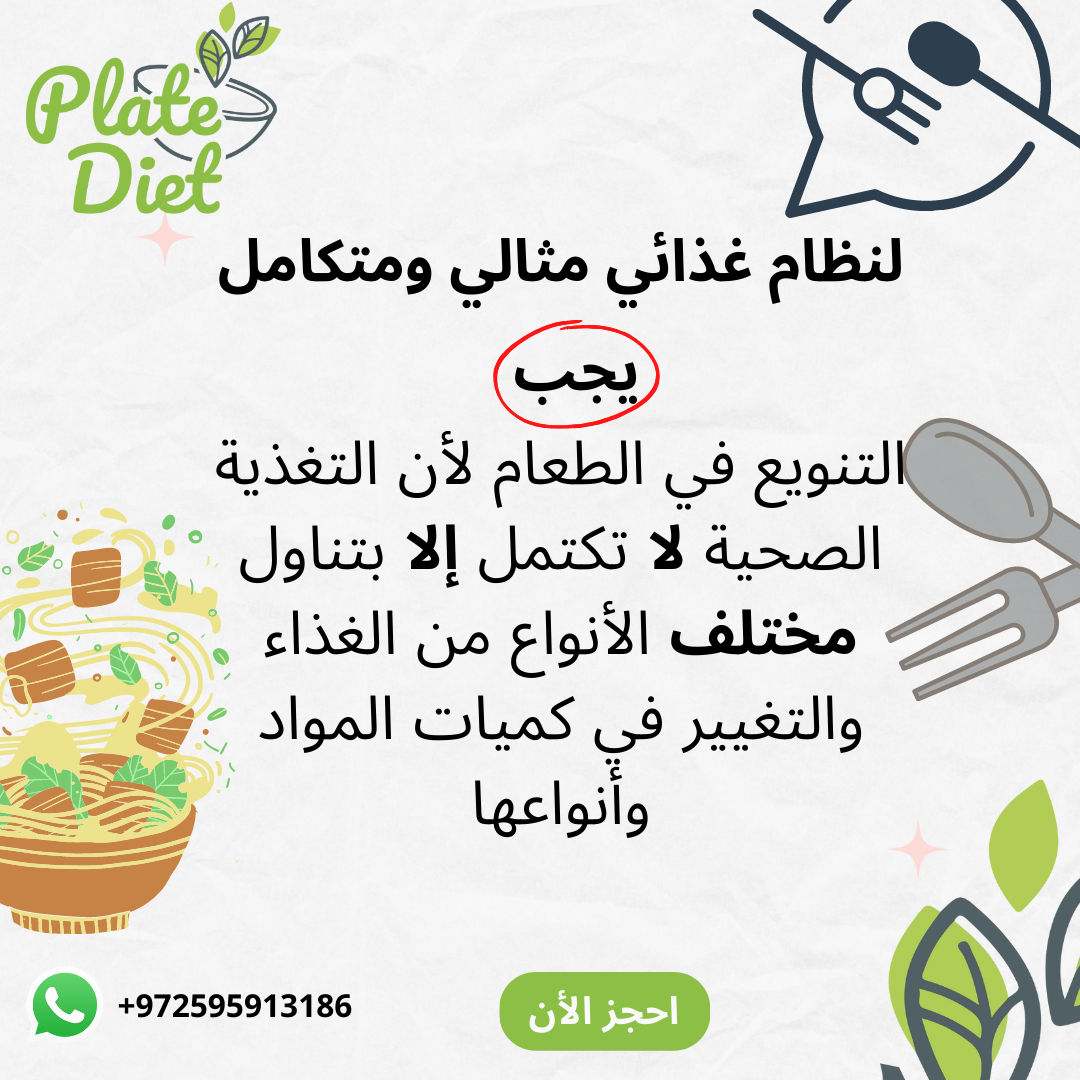 Plate
Diet
لنظام غذائي مثالي ومتكامل
يجب
التنويع في الطعام لأن التغذية
الصحية لا تكتمل إلا بتناول
مختلف الأنواع من الغذاء
والتغيير في كميات المواد
وأنواعها
+972595913186
احجز الأن